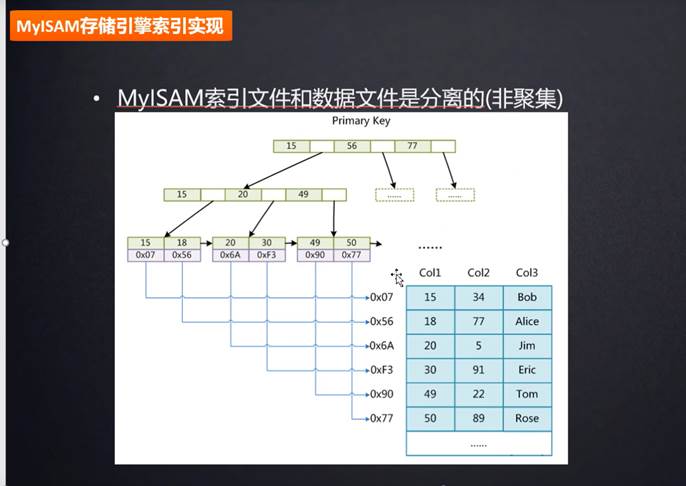 MyISAM存储引擎索引实现
• MyISAM索引文件和数据文件是分离的(非聚集)
Primary Key
15 56 77
15 20 49 ...... ......
15 18 20 30 49 50 ......
0x07 0x56 0x6A 0xF3 0x90 0x77
Col1 Col2 Col3
0x07 15 34 Bob
0x56 18 77 Alice
0x6A 20 5 Jim
0xF3 30 91 Eric
0x90 49 22 Tom
0x77 50 89 Rose
......